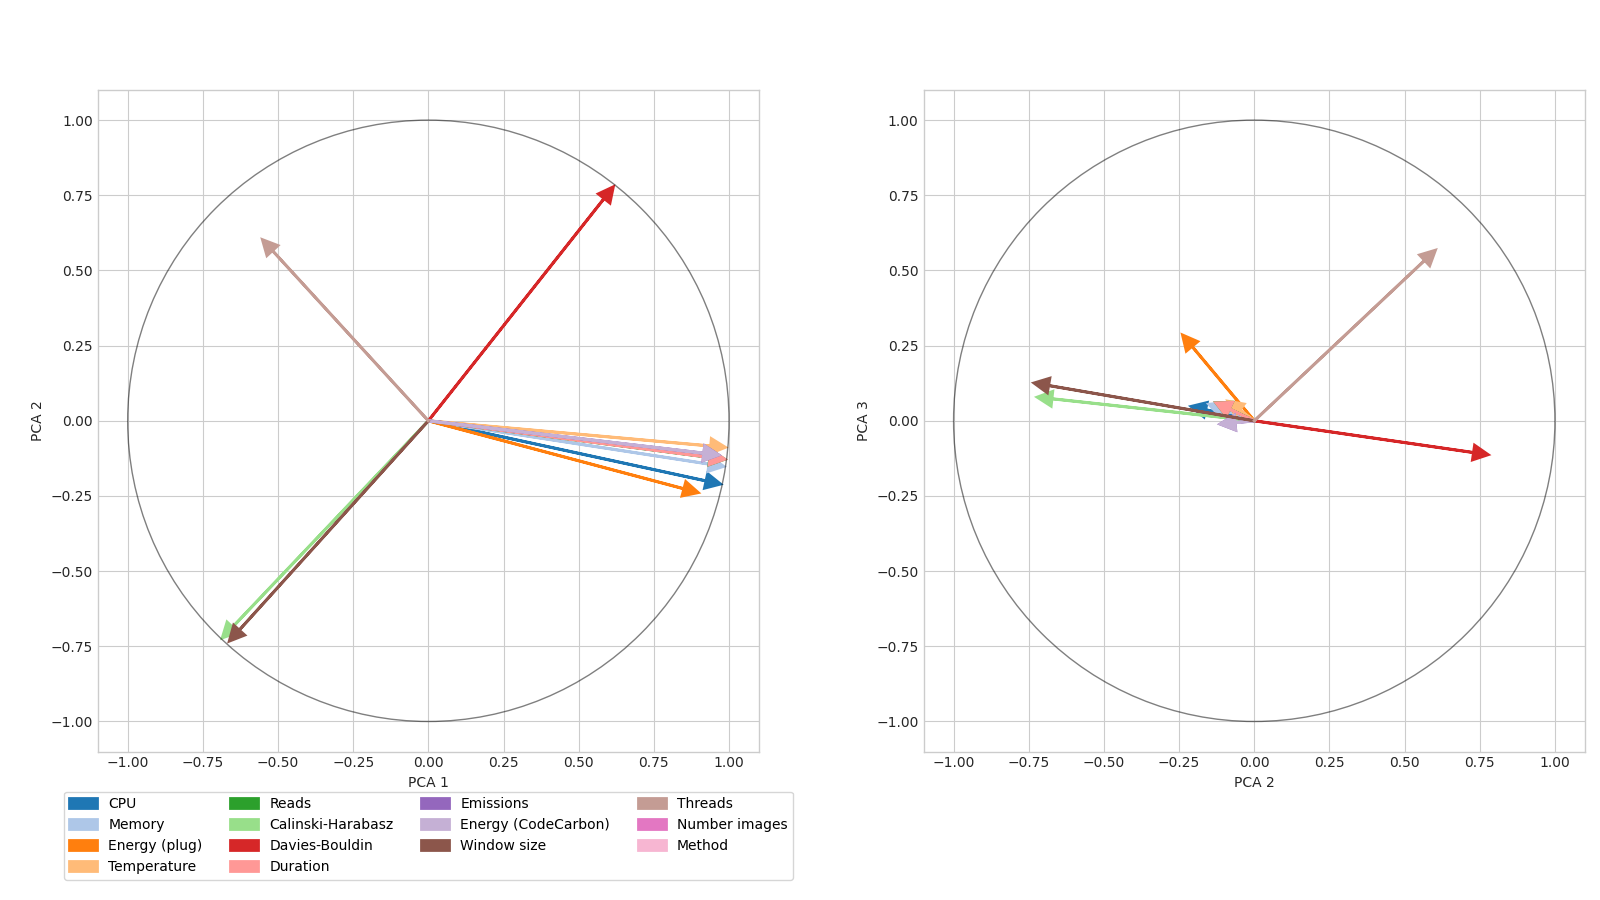 1.00
0.75
0.50
0.25
0.00
−0.25
−0.50
−0.75
−1.00
PCA 2
−1.00 −0.75 −0.50 −0.25 0.00 0.25 0.50 0.75 1.00
PCA 1
1.00
0.75
0.50
0.25
0.00
−0.25
−0.50
−0.75
−1.00
PCA 3
−1.00 −0.75 −0.50 −0.25 0.00 0.25 0.50 0.75 1.00
PCA 2
CPU
Memory
Energy (plug)
Temperature
Reads
Calinski-Harabasz
Davies-Bouldin
Duration
Emissions
Energy (CodeCarbon)
Window size
Threads
Number images
Method